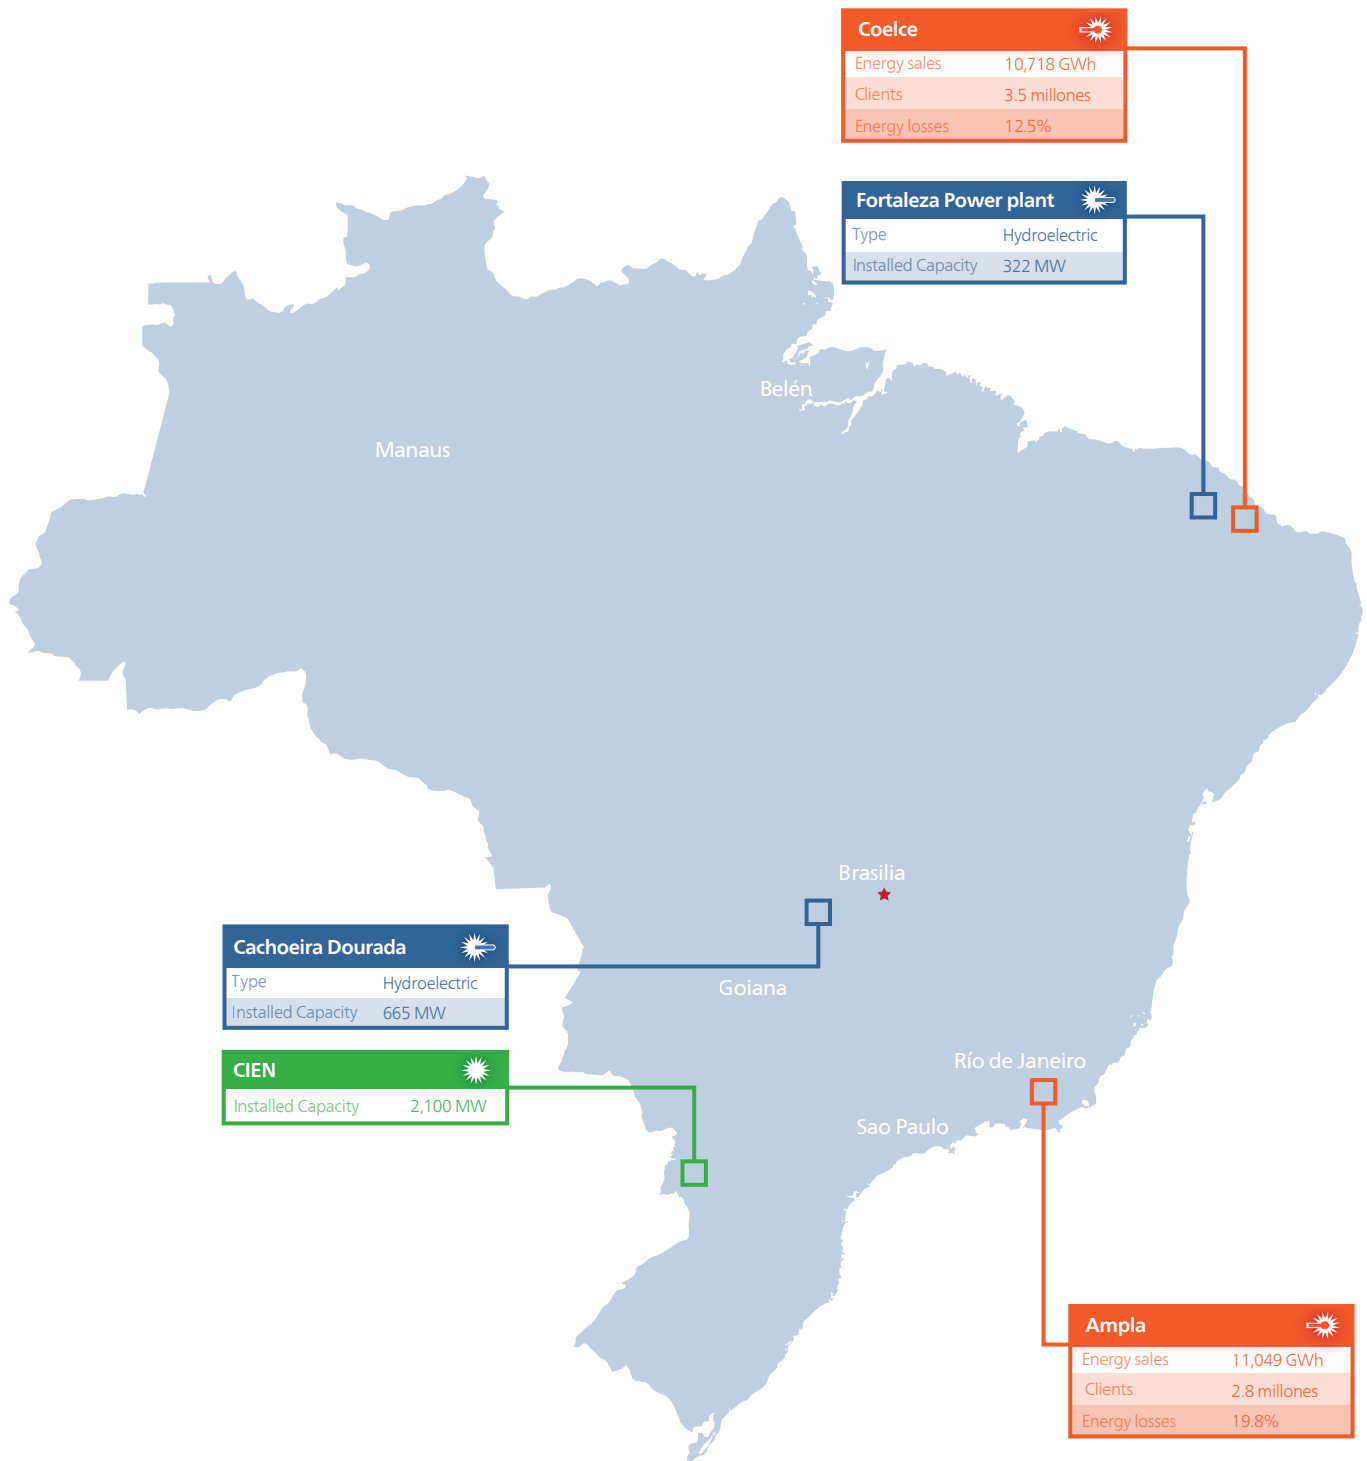 Coelce
Energy sales 10,718 GWh
Clients 3.5 millones
Energy losses 12.5%
Fortaleza Power plant
Type Hydroelectric
Installed Capacity 322 MW
Belén
Manaus
Brasilia
Cachoeira Dourada
Type Hydroelectric
Installed Capacity 665 MW
Goiana
CIEN
Installed Capacity 2,100 MW
Río de Janeiro
Sao Paulo
Ampla
Energy sales 11,049 GWh
Clients 2.8 millones
Energy losses 19.8%